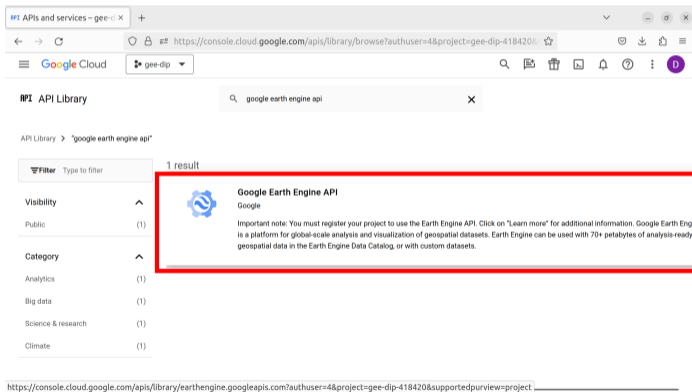 API APIs and services – gee-d
https://console.cloud.google.com/apis/library/browse?authuser=4&project=gee-dip-418420&
Google Cloud
gee-dip
D
API API Library
google earth engine api
API Library > "google earth engine api"
Filter Type to filter
Visibility
Public (1)
Category
Analytics (1)
Big data (1)
Science & research (1)
Climate (1)
1 result
Google Earth Engine API
Google
Important note: You must register your project to use the Earth Engine API. Click on "Learn more" for additional information. Google Earth Eng
is a platform for global-scale analysis and visualization of geospatial datasets. Earth Engine can be used with 70+ petabytes of analysis-ready
geospatial data in the Earth Engine Data Catalog, or with custom datasets.
https://console.cloud.google.com/apis/library/earthengine.googleapis.com?authuser=4&project=gee-dip-418420&supportedpurview=project